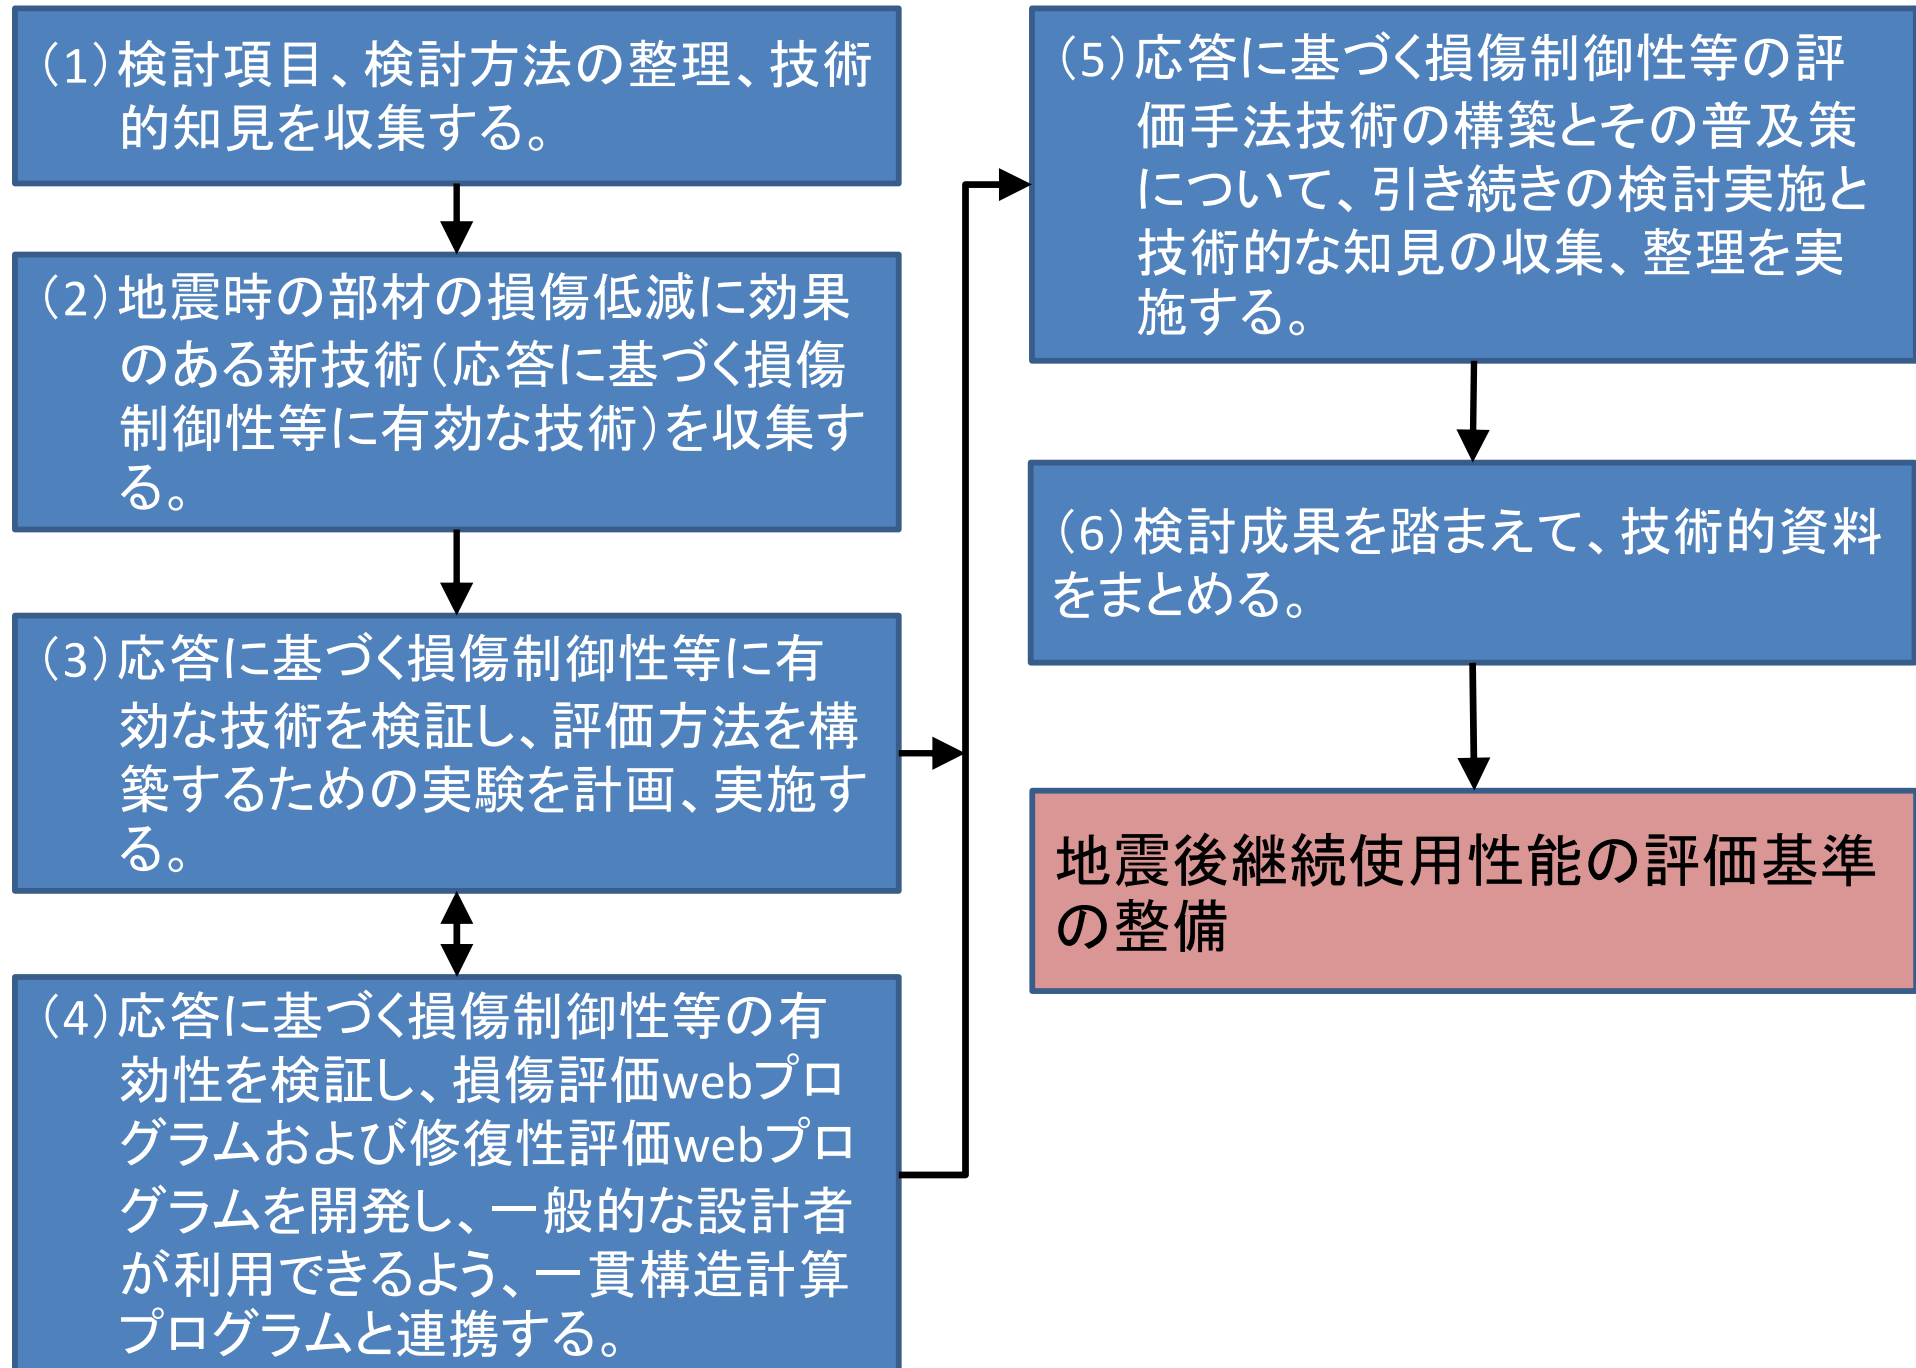 （1）検討項目、検討方法の整理、技術
的知見を収集する。
（2）地震時の部材の損傷低減に効果
のある新技術（応答に基づく損傷
制御性等に有効な技術）を収集す
る。
（3）応答に基づく損傷制御性等に有
効な技術を検証し、評価方法を構
築するための実験を計画、実施す
る。
（4）応答に基づく損傷制御性等の有
効性を検証し、損傷評価webプロ
グラムおよび修復性評価webプロ
グラムを開発し、一般的な設計者
が利用できるよう、一貫構造計算
プログラムと連携する。
（5）応答に基づく損傷制御性等の評
価手法技術の構築とその普及策
について、引き続きの検討実施と
技術的な知見の収集、整理を実
施する。
（6）検討成果を踏まえて、技術的資料
をまとめる。
地震後継続使用性能の評価基準
の整備